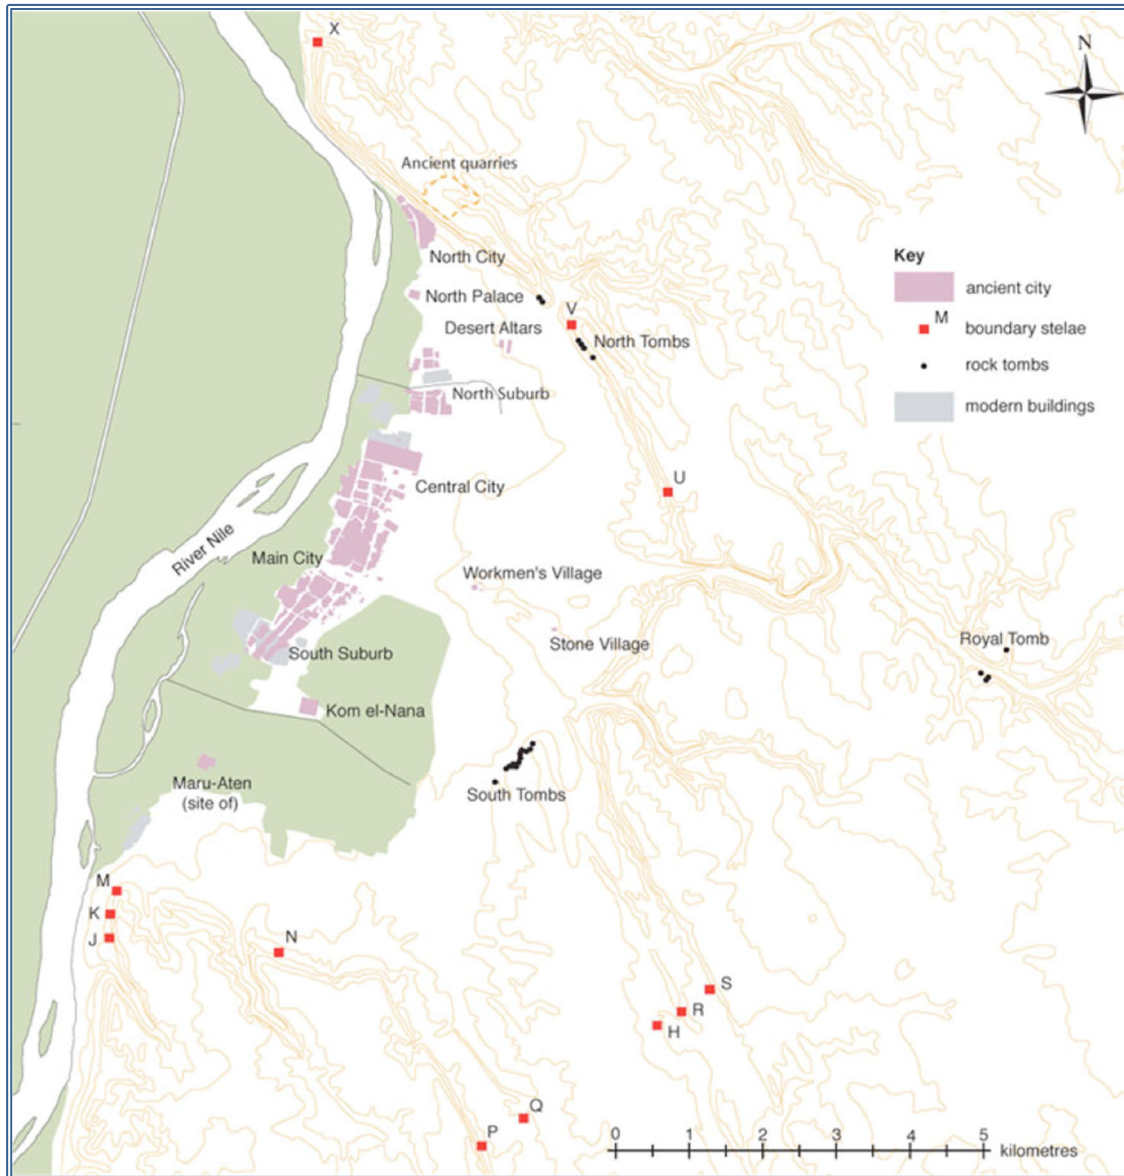 X
N
Ancient quarries
North City
Key
ancient city
North Palace
V
M
boundary stelae
Desert Altars
North Tombs
rock tombs
North Suburb
modern buildings
U
Central City
River Nile
Main City
Workmen's Village
Stone Village
Royal Tomb
South Suburb
Kom el-Nana
Maru-Aten
(site of)
South Tombs
M
K
J
N
S
R
H
Q
P
0 1 2 3 4 5
kilometres